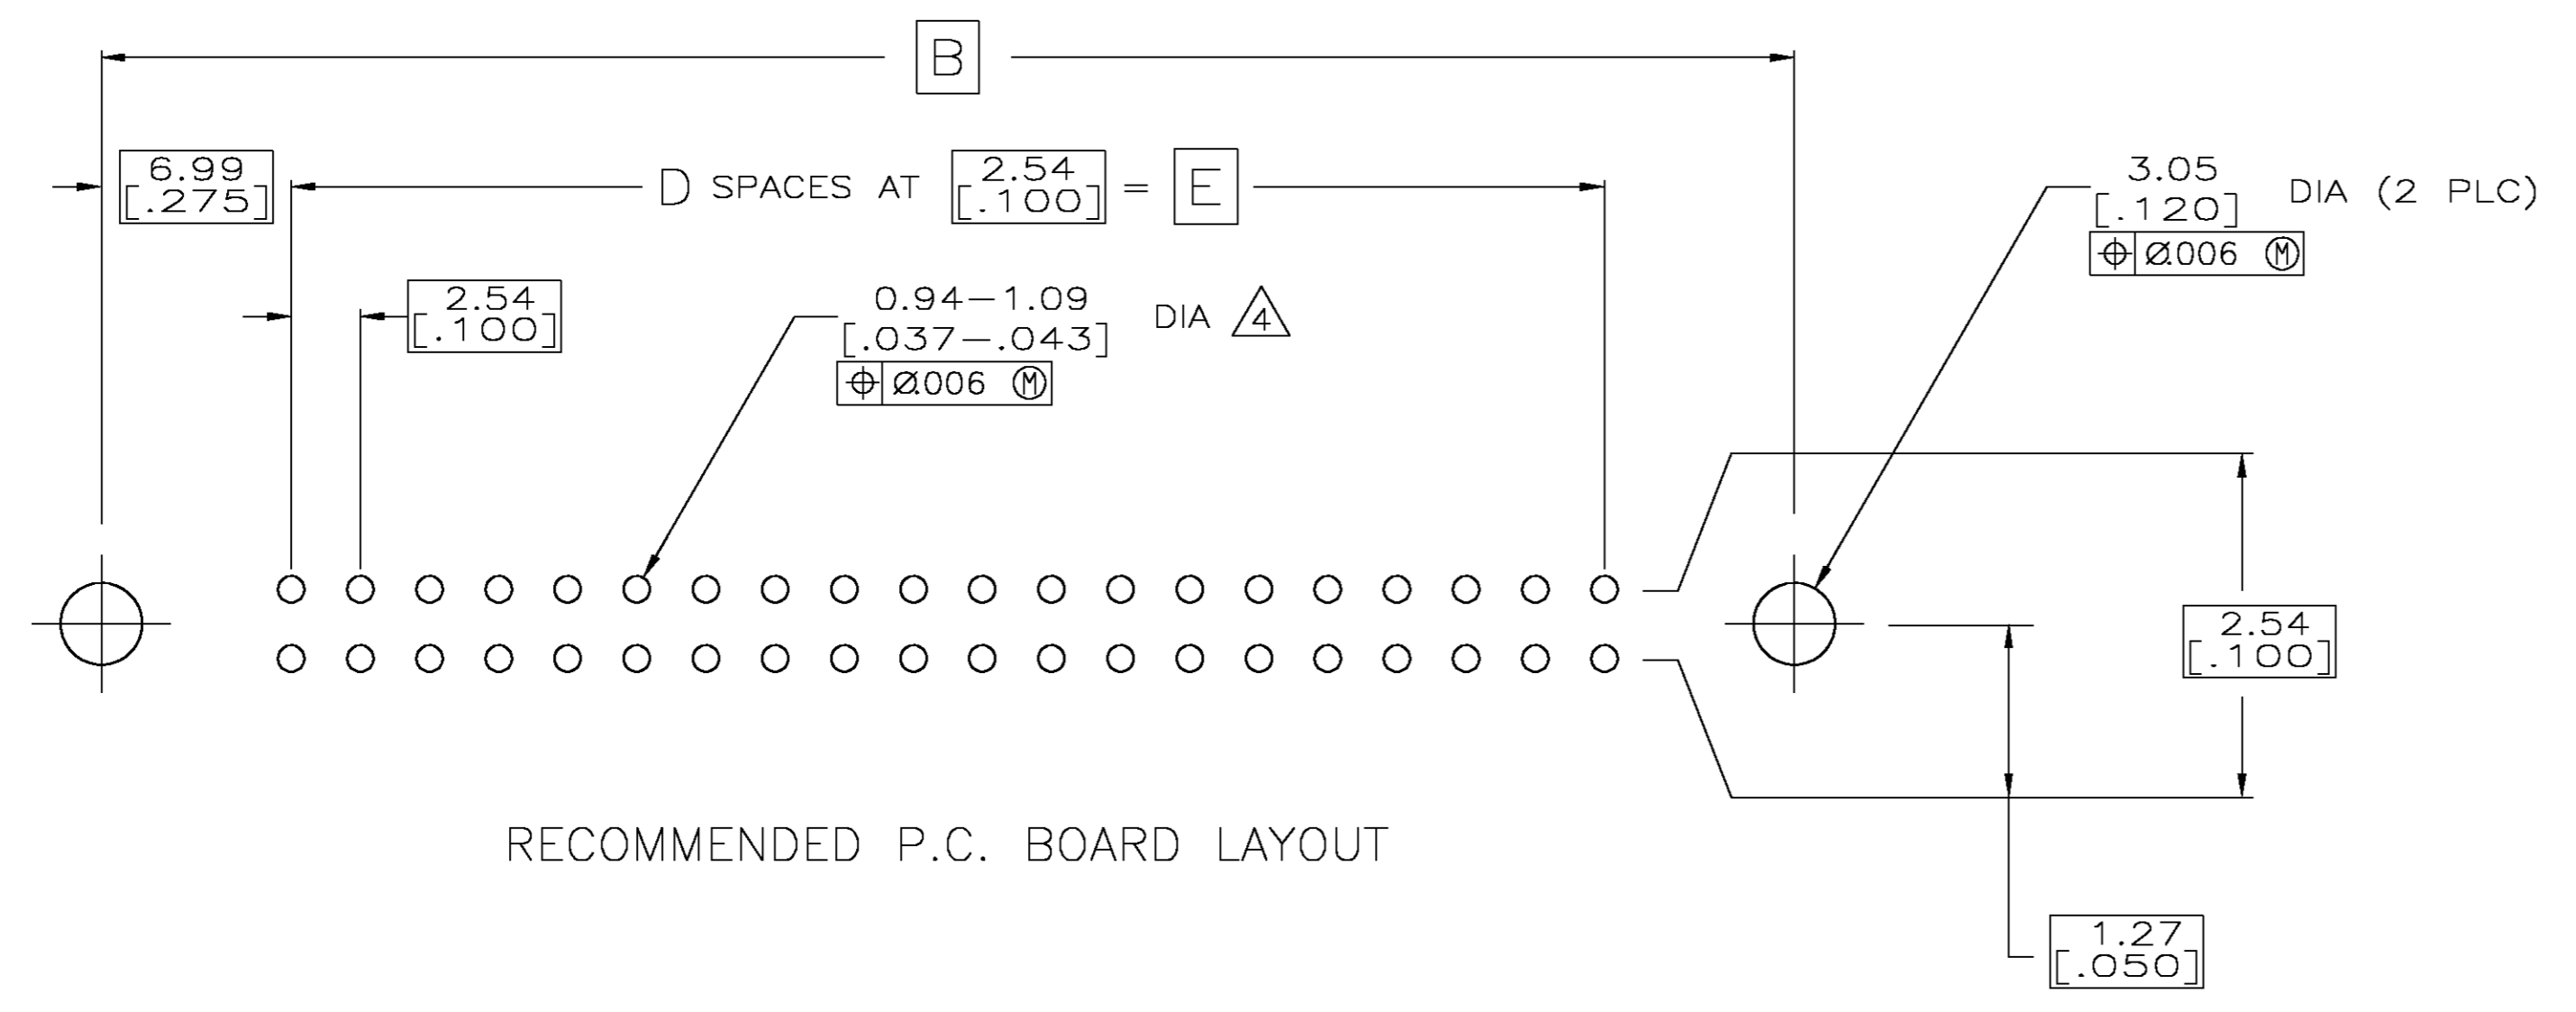 B
6.99
[.275]
D SPACES AT 2.54 = E
[.100]
3.05
[.120]
DIA (2 PLC)
⌖ Ø.006 Ⓜ
2.54
[.100]
0.94-1.09
[.037-.043]
DIA 4
⌖ Ø.006 Ⓜ
2.54
[.100]
RECOMMENDED P.C. BOARD LAYOUT
1.27
[.050]